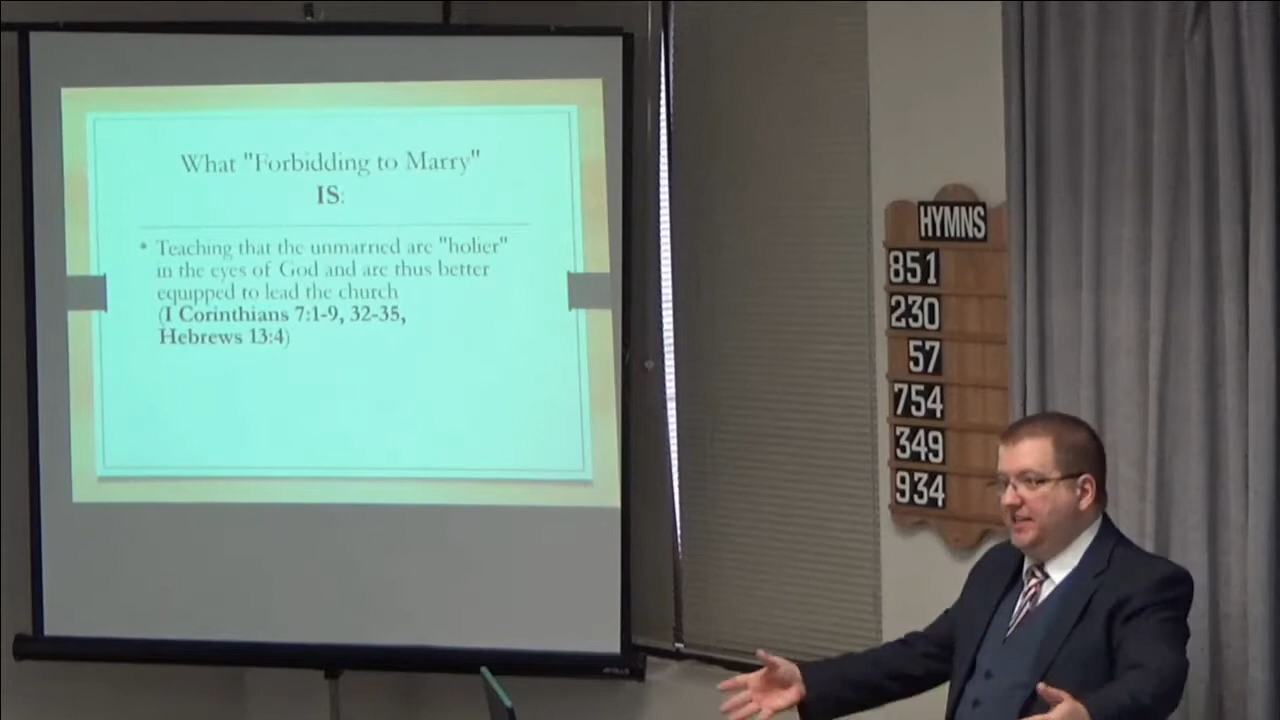 What "Forbidding to Marry"
IS:
• Teaching that the unmarried are "holier"
in the eyes of God and are thus better
equipped to lead the church
(I Corinthians 7:1-9, 32-35,
Hebrews 13:4)
HYMNS
851
230
57
754
349
934